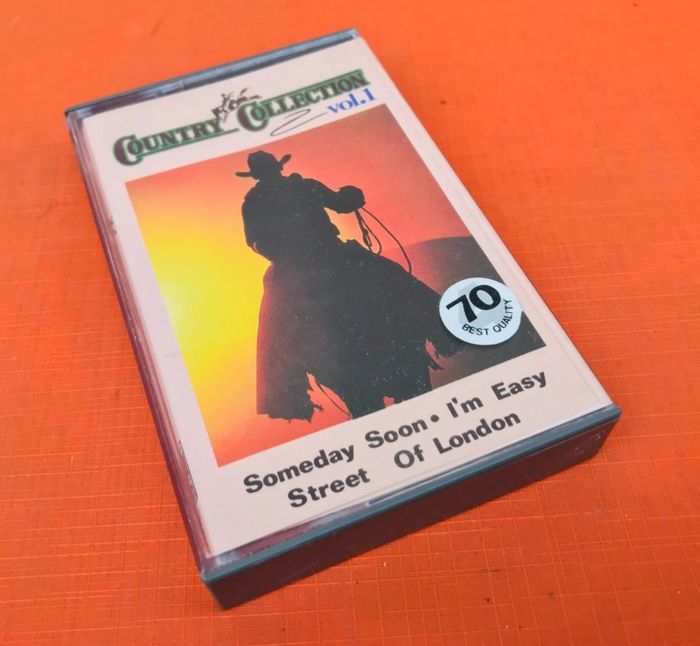 COUNTRY COLLECTION
vol.1
70
BEST QUALITY
Someday Soon • I'm Easy
Street Of London